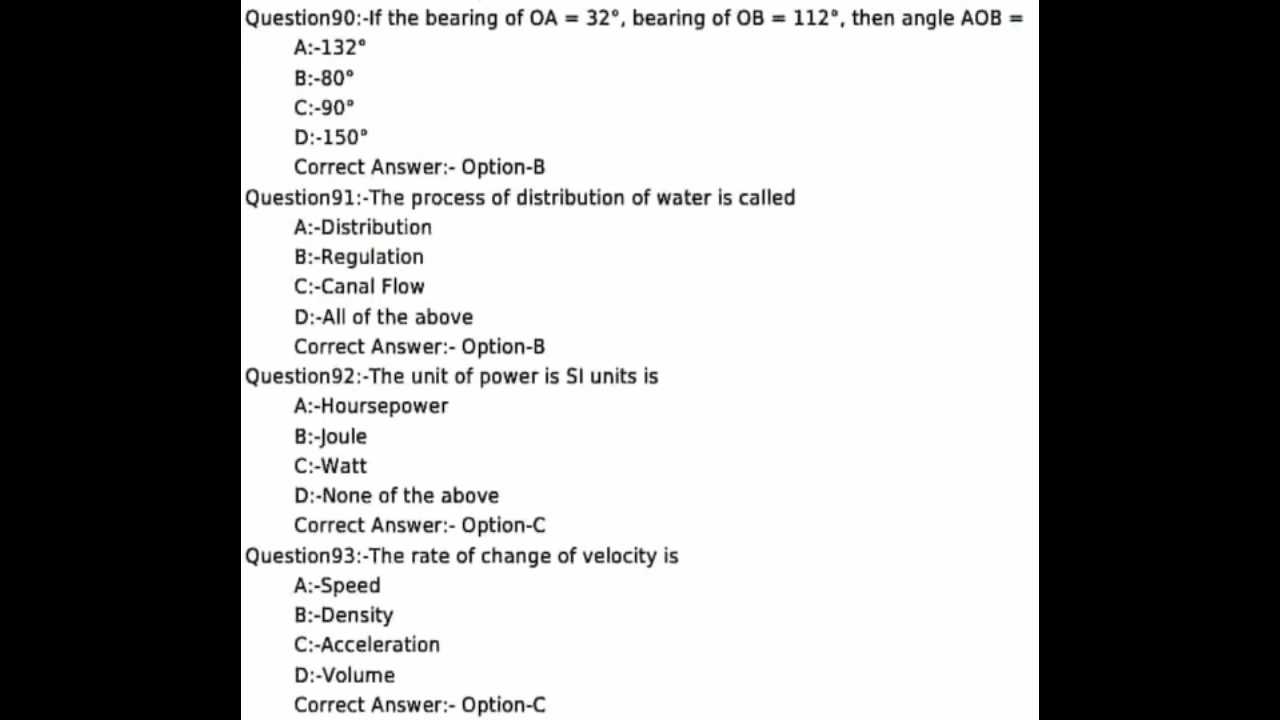 Question90:-If the bearing of OA = 32°, bearing of OB = 112°, then angle AOB =
A:-132°
B:-80°
C:-90°
D:-150°
Correct Answer:- Option-B
Question91:-The process of distribution of water is called
A:-Distribution
B:-Regulation
C:-Canal Flow
D:-All of the above
Correct Answer:- Option-B
Question92:-The unit of power is SI units is
A:-Hoursepower
B:-Joule
C:-Watt
D:-None of the above
Correct Answer:- Option-C
Question93:-The rate of change of velocity is
A:-Speed
B:-Density
C:-Acceleration
D:-Volume
Correct Answer:- Option-C